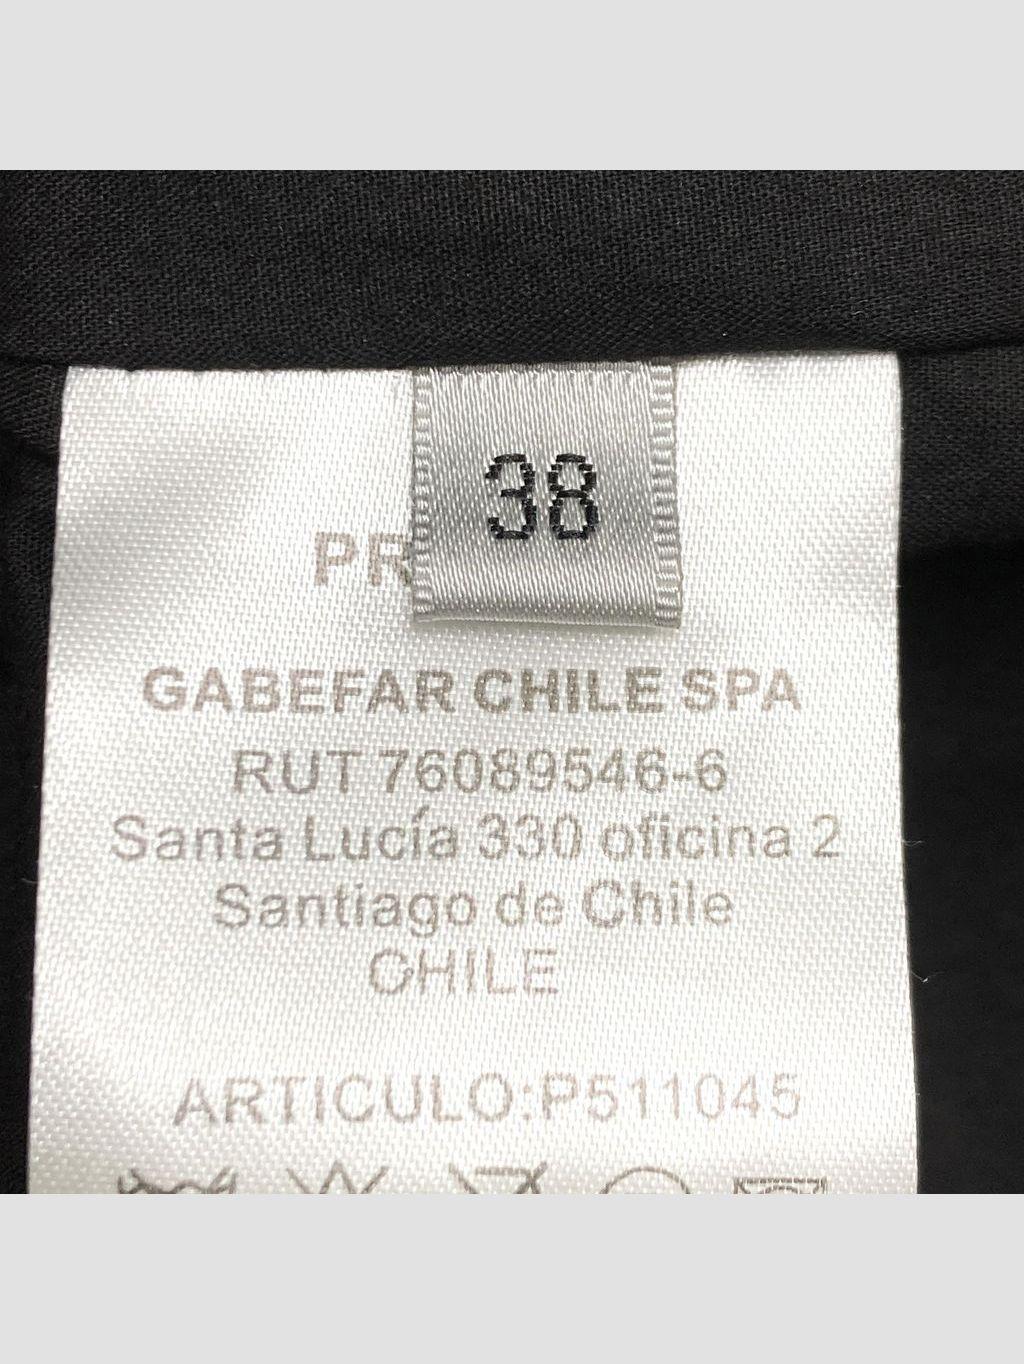 38
PR
GABEFAR CHILE SPA
RUT 76089546-6
Santa Lucía 330 oficina 2
Santiago de Chile
CHILE
ARTICULO:P511045